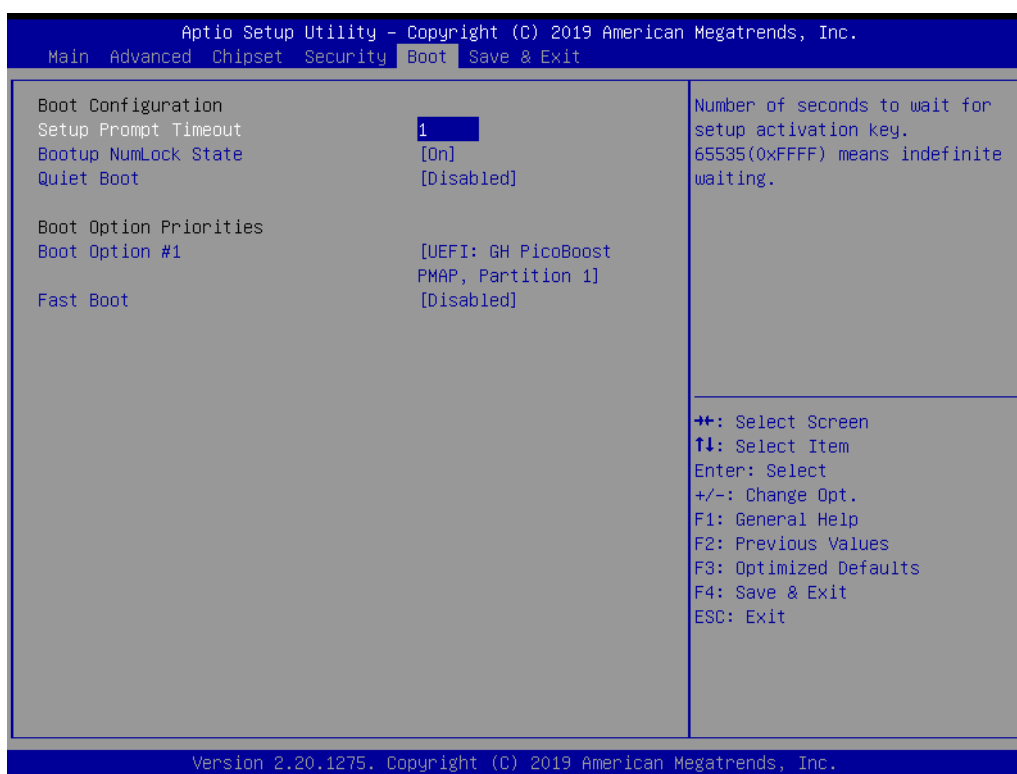 Aptio Setup Utility – Copyright (C) 2019 American Megatrends, Inc.
Main Advanced Chipset Security Boot Save & Exit
Boot Configuration
Setup Prompt Timeout 1
Bootup NumLock State [On]
Quiet Boot [Disabled]
Boot Option Priorities
Boot Option #1 [UEFI: GH PicoBoost
PMAP, Partition 1]
Fast Boot [Disabled]
Number of seconds to wait for
setup activation key.
65535(0xFFFF) means indefinite
waiting.
→←: Select Screen
↑↓: Select Item
Enter: Select
+/-: Change Opt.
F1: General Help
F2: Previous Values
F3: Optimized Defaults
F4: Save & Exit
ESC: Exit
Version 2.20.1275. Copyright (C) 2019 American Megatrends, Inc.